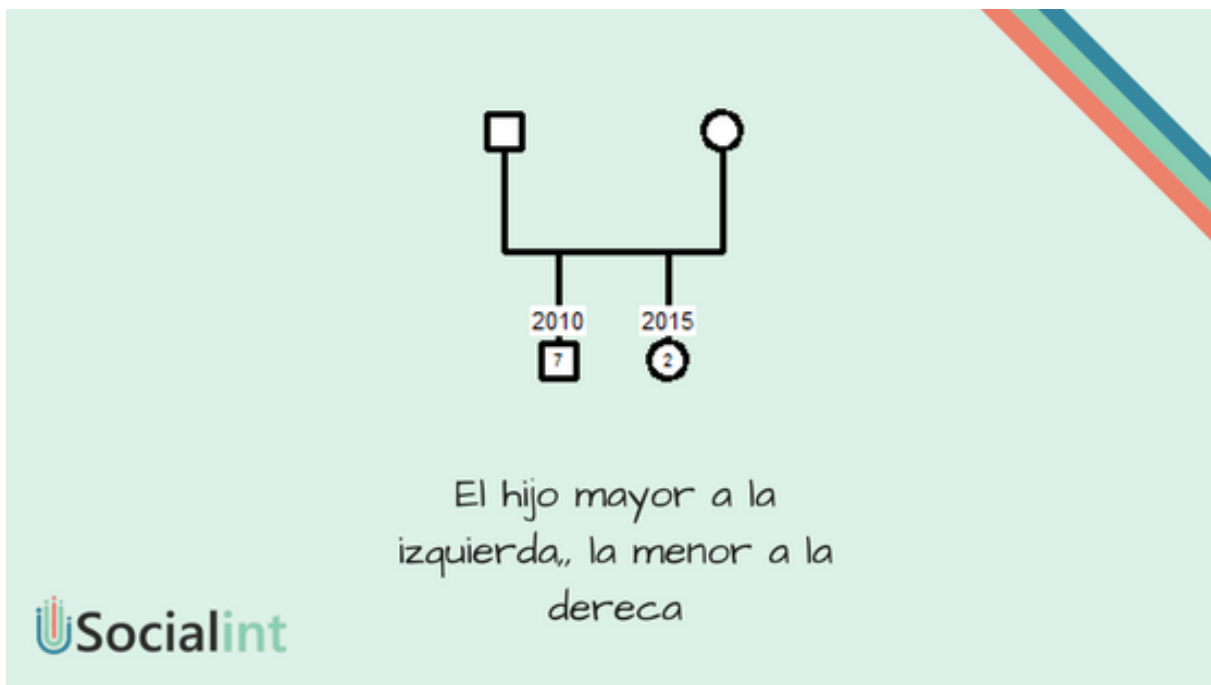 2010 2015
7 2
El hijo mayor a la
izquierda,, la menor a la
dereca
Socialint